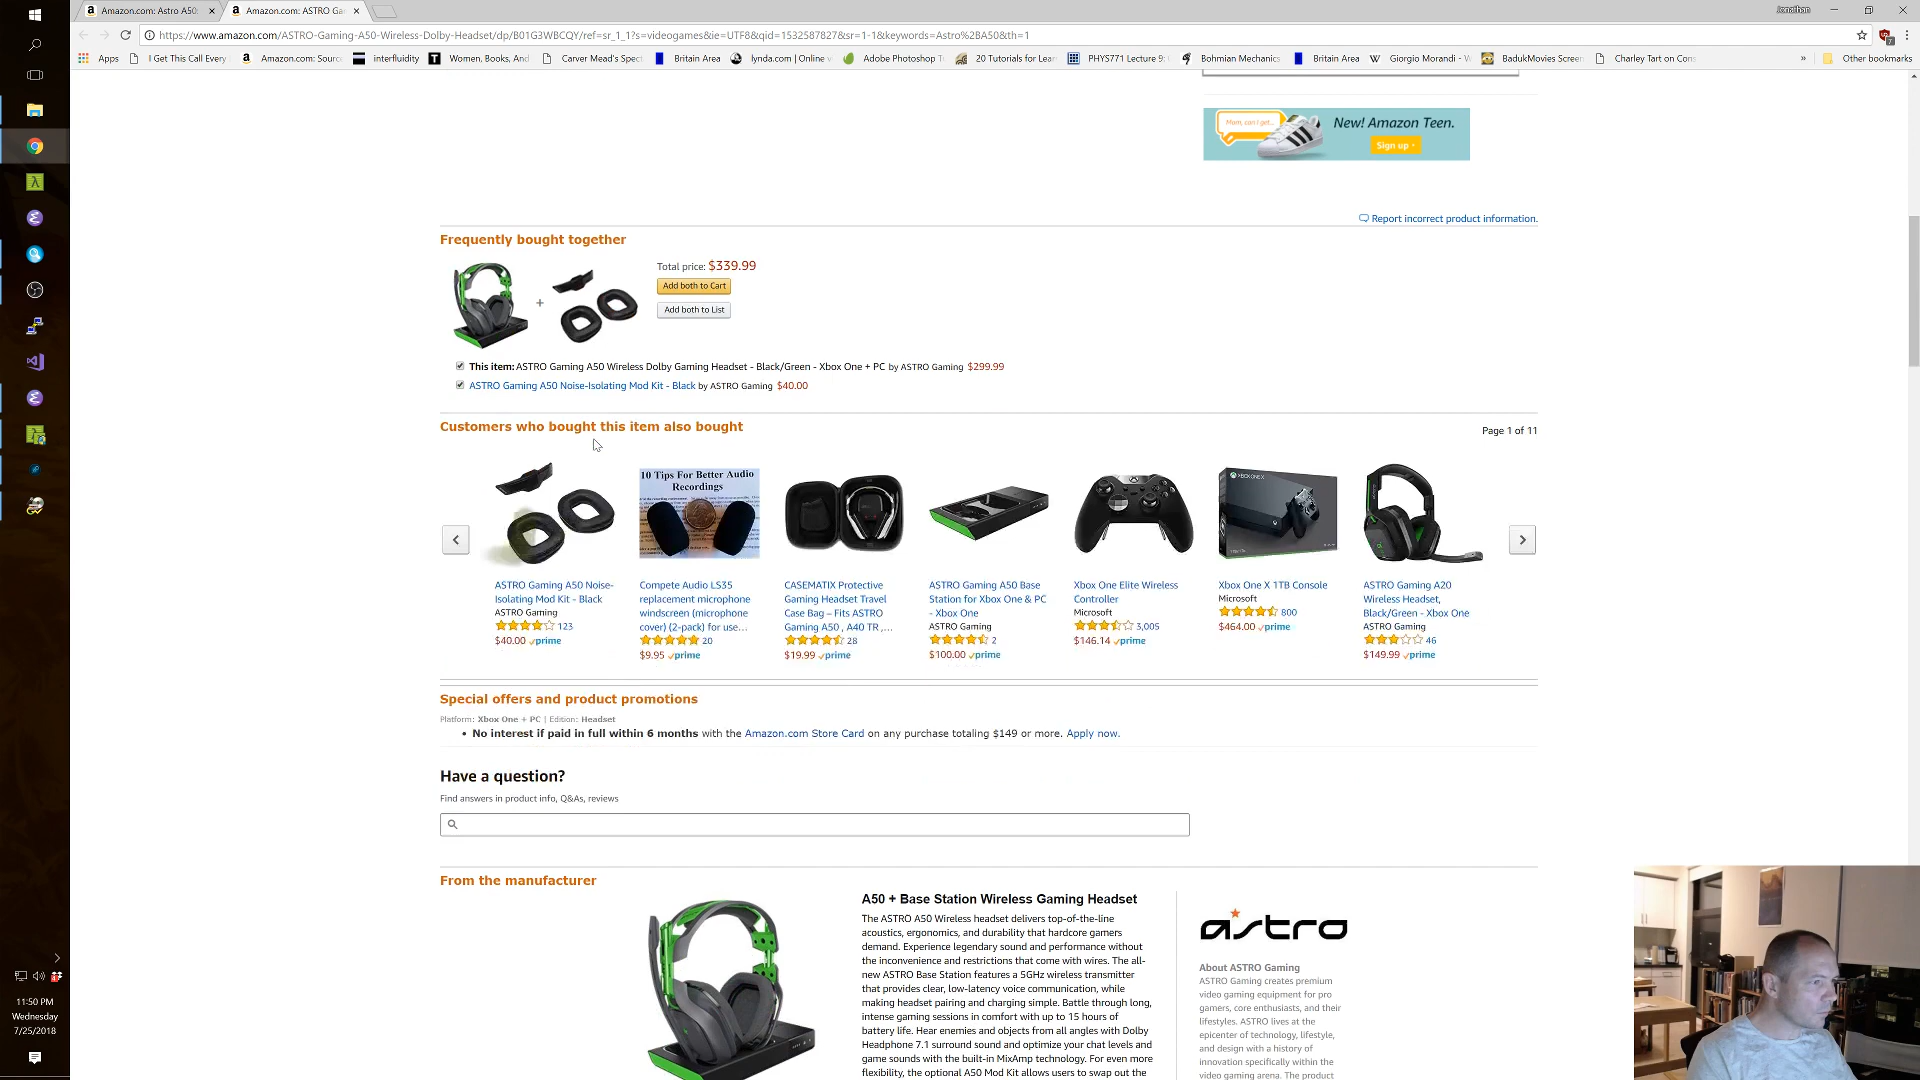 Amazon.com: Astro A50:
Amazon.com: ASTRO Ga
Jonathan
https://www.amazon.com/ASTRO-Gaming-A50-Wireless-Dolby-Headset/dp/B01G3WBCQY/ref=sr_1_1?s=videogames&ie=UTF8&qid=1532587827&sr=1-1&keywords=Astro%2BA50&th=1
Apps
I Get This Call Every
Amazon.com: Sourc
interfluidity
Women, Books, And
Carver Mead's Spect
Britain Area
lynda.com | Online v
Adobe Photoshop T
20 Tutorials for Lear
PHYS771 Lecture 9:
Bohmian Mechanics
Britain Area
Giorgio Morandi - W
BadukMovies Screen
Charley Tart on Cons
»
Other bookmarks
Mom, can I get...
New! Amazon Teen.
Sign up
Report incorrect product information.
Frequently bought together
Total price: $339.99
Add both to Cart
Add both to List
This item: ASTRO Gaming A50 Wireless Dolby Gaming Headset - Black/Green - Xbox One + PC by ASTRO Gaming $299.99
ASTRO Gaming A50 Noise-Isolating Mod Kit - Black by ASTRO Gaming $40.00
Customers who bought this item also bought
Page 1 of 11
10 Tips For Better Audio
Recordings
XBOX ONE X
ASTRO Gaming A50 Noise-
Isolating Mod Kit - Black
ASTRO Gaming
123
$40.00 prime
Compete Audio LS35
replacement microphone
windscreen (microphone
cover) (2-pack) for use…
20
$9.95 prime
CASEMATIX Protective
Gaming Headset Travel
Case Bag – Fits ASTRO
Gaming A50 , A40 TR ,…
28
$19.99 prime
ASTRO Gaming A50 Base
Station for Xbox One & PC
- Xbox One
ASTRO Gaming
2
$100.00 prime
Xbox One Elite Wireless
Controller
Microsoft
3,005
$146.14 prime
Xbox One X 1TB Console
Microsoft
800
$464.00 prime
ASTRO Gaming A20
Wireless Headset,
Black/Green - Xbox One
ASTRO Gaming
46
$149.99 prime
Special offers and product promotions
Platform: Xbox One + PC | Edition: Headset
• No interest if paid in full within 6 months with the Amazon.com Store Card on any purchase totaling $149 or more. Apply now.
Have a question?
Find answers in product info, Q&As, reviews
From the manufacturer
A50 + Base Station Wireless Gaming Headset
The ASTRO A50 Wireless headset delivers top-of-the-line
acoustics, ergonomics, and durability that hardcore gamers
demand. Experience legendary sound and performance without
the inconvenience and restrictions that come with wires. The all-
new ASTRO Base Station features a 5GHz wireless transmitter
that provides clear, low-latency voice communication, while
making headset pairing and charging simple. Battle through long,
intense gaming sessions in comfort with up to 15 hours of
battery life. Hear enemies and objects from all angles with Dolby
Headphone 7.1 surround sound and optimize your chat levels and
game sounds with the built-in MixAmp technology. For even more
flexibility, the optional A50 Mod Kit allows users to swap out the
astro
About ASTRO Gaming
ASTRO Gaming creates premium
video gaming equipment for pro
gamers, core enthusiasts, and their
lifestyles. ASTRO lives at the
epicenter of technology, lifestyle,
and design with a history of
innovation specifically within the
video gaming arena. The product
11:50 PM
Wednesday
7/25/2018